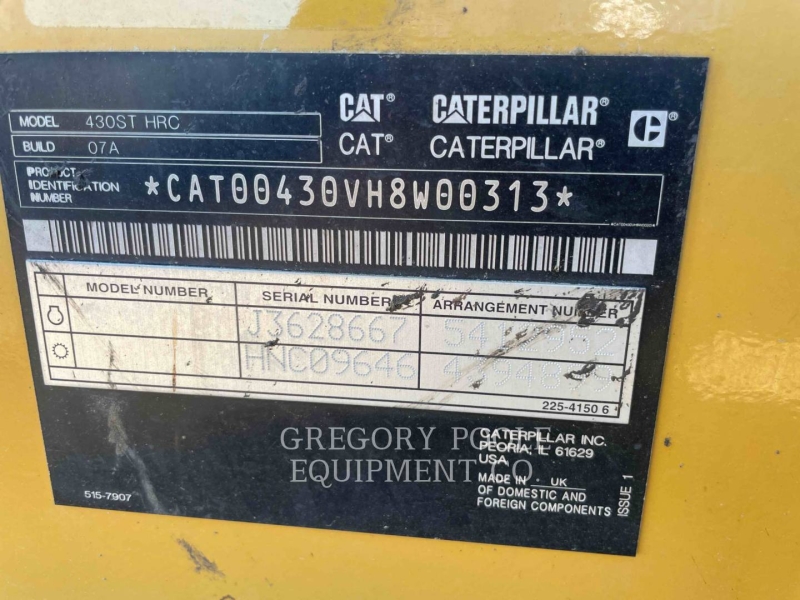 CAT® CATERPILLAR®
CAT® CATERPILLAR®
MODEL 430ST HRC
BUILD 07A
PRODUCT IDENTIFICATION NUMBER *CAT00430VH8W00313*
MODEL NUMBER SERIAL NUMBER ARRANGEMENT NUMBER
J3628667
HNC09646
225-4150 6
GREGORY POOLE
EQUIPMENT CO
CATERPILLAR INC.
PEORIA, IL 61629
USA
MADE IN UK
OF DOMESTIC AND
FOREIGN COMPONENTS
ISSUE 1
515-7907